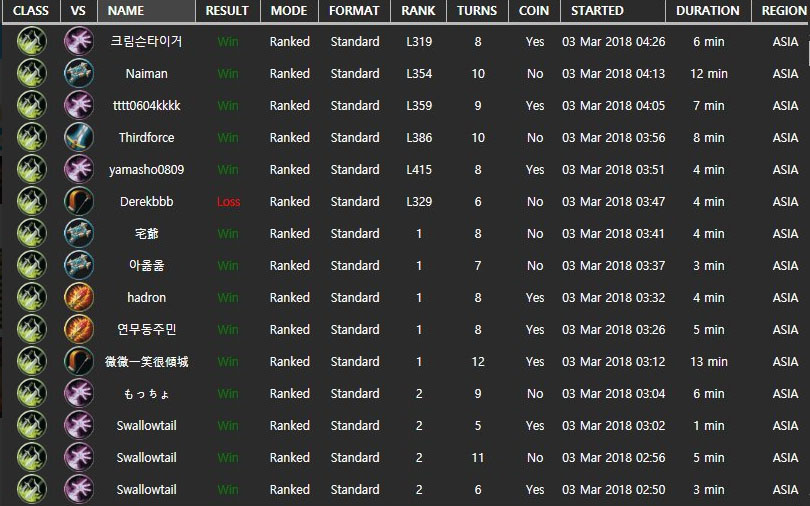 CLASS VS NAME RESULT MODE FORMAT RANK TURNS COIN STARTED DURATION REGION
크림슨타이거 Win Ranked Standard L319 8 Yes 03 Mar 2018 04:26 6 min ASIA
Naiman Win Ranked Standard L354 10 No 03 Mar 2018 04:13 12 min ASIA
tttt0604kkkk Win Ranked Standard L359 9 Yes 03 Mar 2018 04:05 7 min ASIA
Thirdforce Win Ranked Standard L386 10 No 03 Mar 2018 03:56 8 min ASIA
yamasho0809 Win Ranked Standard L415 8 Yes 03 Mar 2018 03:51 4 min ASIA
Derekbbb Loss Ranked Standard L329 6 No 03 Mar 2018 03:47 4 min ASIA
宅爺 Win Ranked Standard 1 8 No 03 Mar 2018 03:41 4 min ASIA
아옳옳 Win Ranked Standard 1 7 No 03 Mar 2018 03:37 3 min ASIA
hadron Win Ranked Standard 1 8 Yes 03 Mar 2018 03:32 4 min ASIA
연무동주민 Win Ranked Standard 1 8 Yes 03 Mar 2018 03:26 5 min ASIA
微微一笑很傾城 Win Ranked Standard 1 12 Yes 03 Mar 2018 03:12 13 min ASIA
もっちょ Win Ranked Standard 2 9 No 03 Mar 2018 03:04 6 min ASIA
Swallowtail Win Ranked Standard 2 5 Yes 03 Mar 2018 03:02 1 min ASIA
Swallowtail Win Ranked Standard 2 11 No 03 Mar 2018 02:56 5 min ASIA
Swallowtail Win Ranked Standard 2 6 Yes 03 Mar 2018 02:50 3 min ASIA